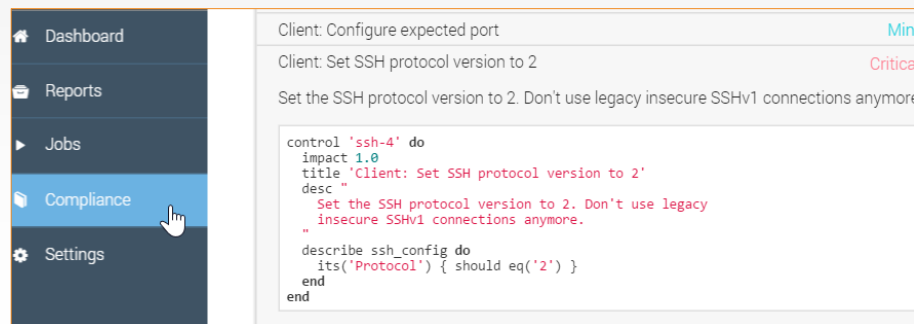 Dashboard
Reports
Jobs
Compliance
Settings
Client: Configure expected port
Client: Set SSH protocol version to 2
Set the SSH protocol version to 2. Don't use legacy insecure SSHv1 connections anymore
control 'ssh-4' do
  impact 1.0
  title 'Client: Set SSH protocol version to 2'
  desc "
    Set the SSH protocol version to 2. Don't use legacy
    insecure SSHv1 connections anymore.
  "
  describe ssh_config do
    its('Protocol') { should eq('2') }
  end
end